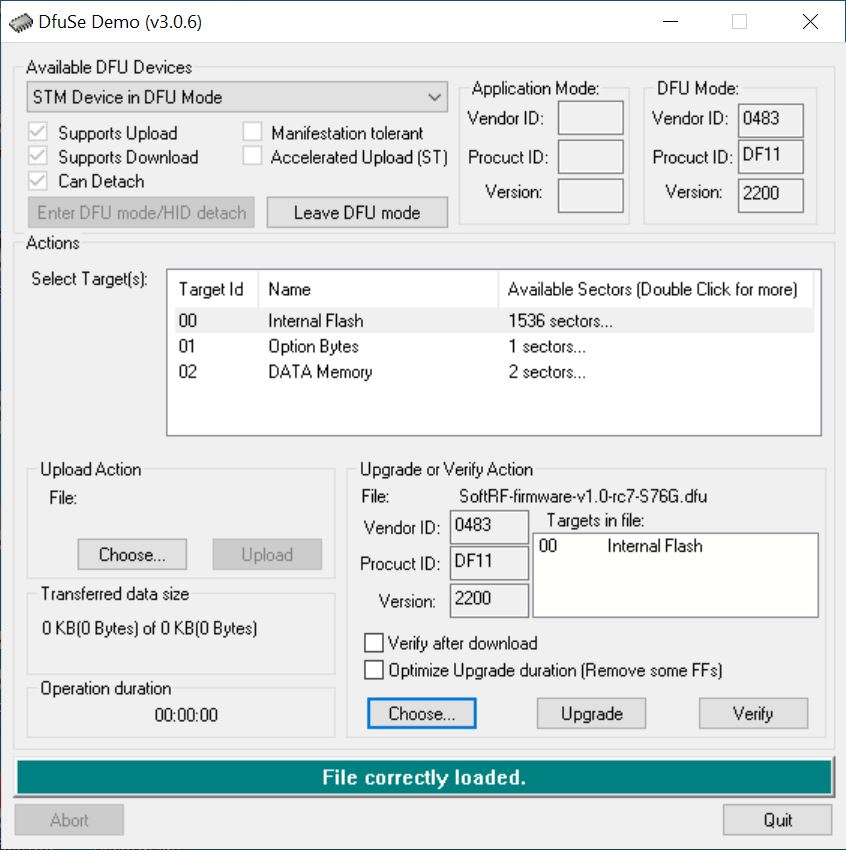 DfuSe Demo (v3.0.6)
Available DFU Devices
STM Device in DFU Mode
Supports Upload
Manifestation tolerant
Supports Download
Accelerated Upload (ST)
Can Detach
Enter DFU mode/HID detach
Leave DFU mode
Application Mode:
Vendor ID:
Procuct ID:
Version:
DFU Mode:
Vendor ID: 0483
Procuct ID: DF11
Version: 2200
Actions
Select Target(s):
Target Id Name Available Sectors (Double Click for more)
00 Internal Flash 1536 sectors...
01 Option Bytes 1 sectors...
02 DATA Memory 2 sectors...
Upload Action
File:
Choose...
Upload
Transferred data size
0 KB(0 Bytes) of 0 KB(0 Bytes)
Operation duration
00:00:00
Upgrade or Verify Action
File: SoftRF-firmware-v1.0-rc7-S76G.dfu
Vendor ID: 0483
Procuct ID: DF11
Version: 2200
Targets in file:
00 Internal Flash
Verify after download
Optimize Upgrade duration (Remove some FFs)
Choose...
Upgrade
Verify
File correctly loaded.
Abort
Quit